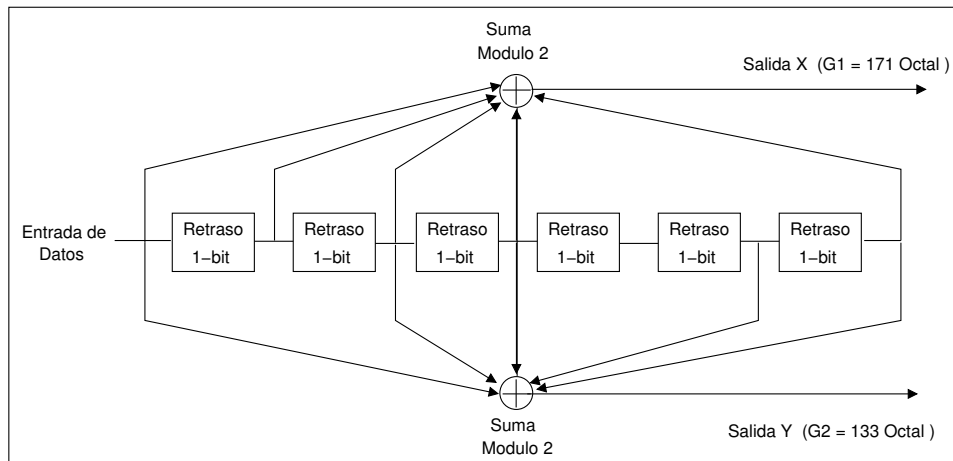 Suma
Modulo 2
Salida X (G1 = 171 Octal )
Entrada de
Datos
Retraso
1−bit
Retraso
1−bit
Retraso
1−bit
Retraso
1−bit
Retraso
1−bit
Retraso
1−bit
Suma
Modulo 2
Salida Y (G2 = 133 Octal )